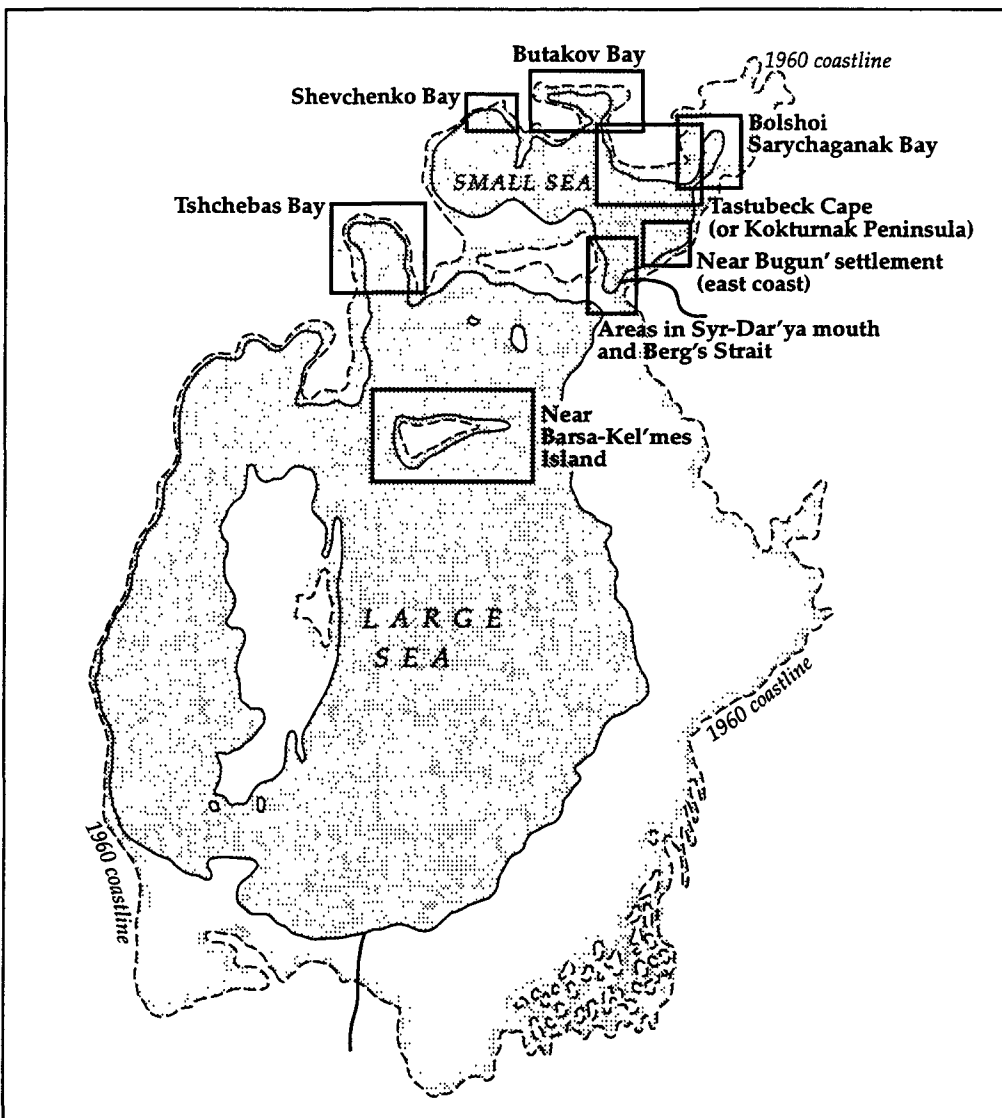 Butakov Bay
1960 coastline
Shevchenko Bay
Bolshoi
Sarychaganak Bay
SMALL SEA
Tshchebas Bay
Tastubeck Cape
(or Kokturnak Peninsula)
Near Bugun' settlement
(east coast)
Areas in Syr-Dar'ya mouth
and Berg's Strait
Near
Barsa-Kel'mes
Island
LARGE
SEA
1960 coastline
1960 coastline